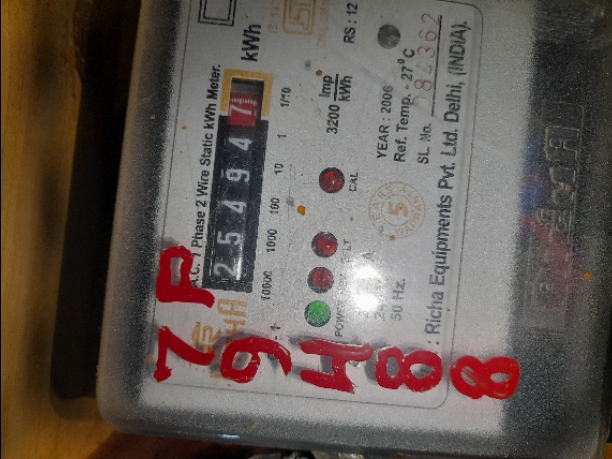 A.C. 1 Phase 2 Wire Static kWh Meter.
2 5 4 9 4 7
kWh
10000 1000 100 10 1 1/10
3200 Imp/kWh
CAL
YEAR : 2006
RS : 12
Ref. Temp. - 27°C
50 Hz.
SL. No. 184362
: Richa Equipments Pvt. Ltd. Delhi, (INDIA).
7P
9
H
8
8